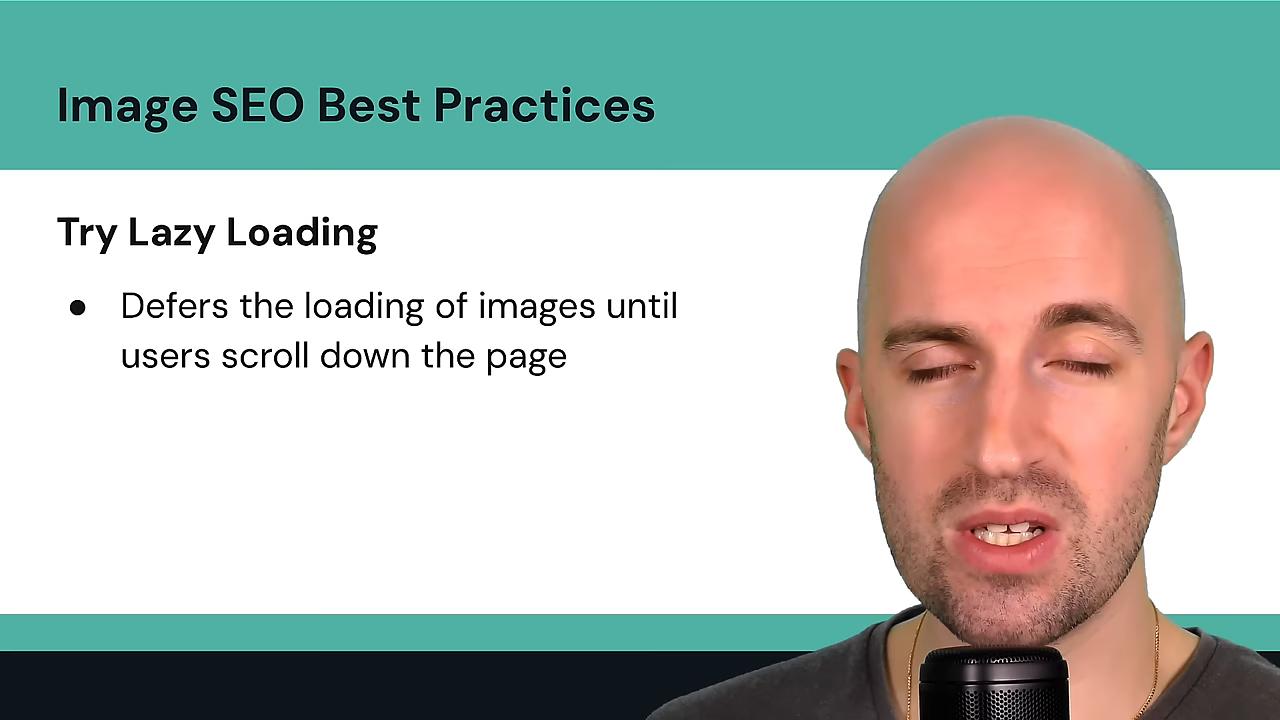 Image SEO Best Practices
Try Lazy Loading
● Defers the loading of images until
users scroll down the page